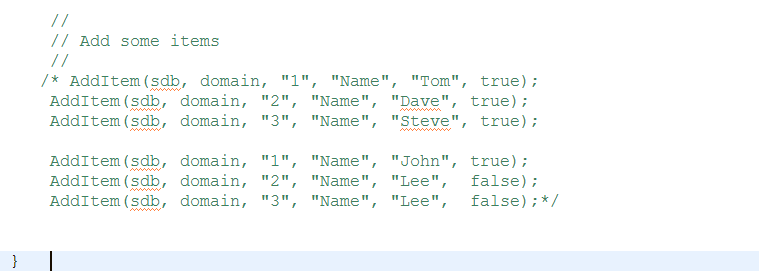 //
// Add some items
//
/* AddItem(sdb, domain, "1", "Name", "Tom", true);
AddItem(sdb, domain, "2", "Name", "Dave", true);
AddItem(sdb, domain, "3", "Name", "Steve", true);
AddItem(sdb, domain, "1", "Name", "John", true);
AddItem(sdb, domain, "2", "Name", "Lee",  false);
AddItem(sdb, domain, "3", "Name", "Lee",  false);*/
}